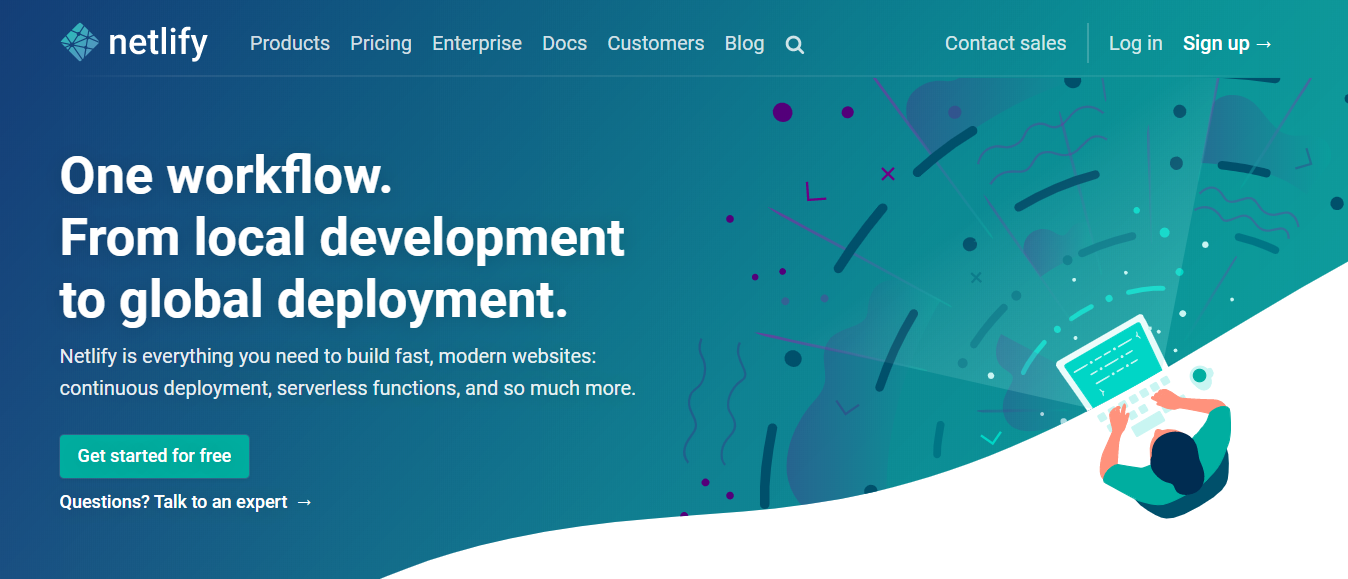 netlify Products Pricing Enterprise Docs Customers Blog Contact sales Log in Sign up →
One workflow.
From local development
to global deployment.
Netlify is everything you need to build fast, modern websites:
continuous deployment, serverless functions, and so much more.
Get started for free
Questions? Talk to an expert →